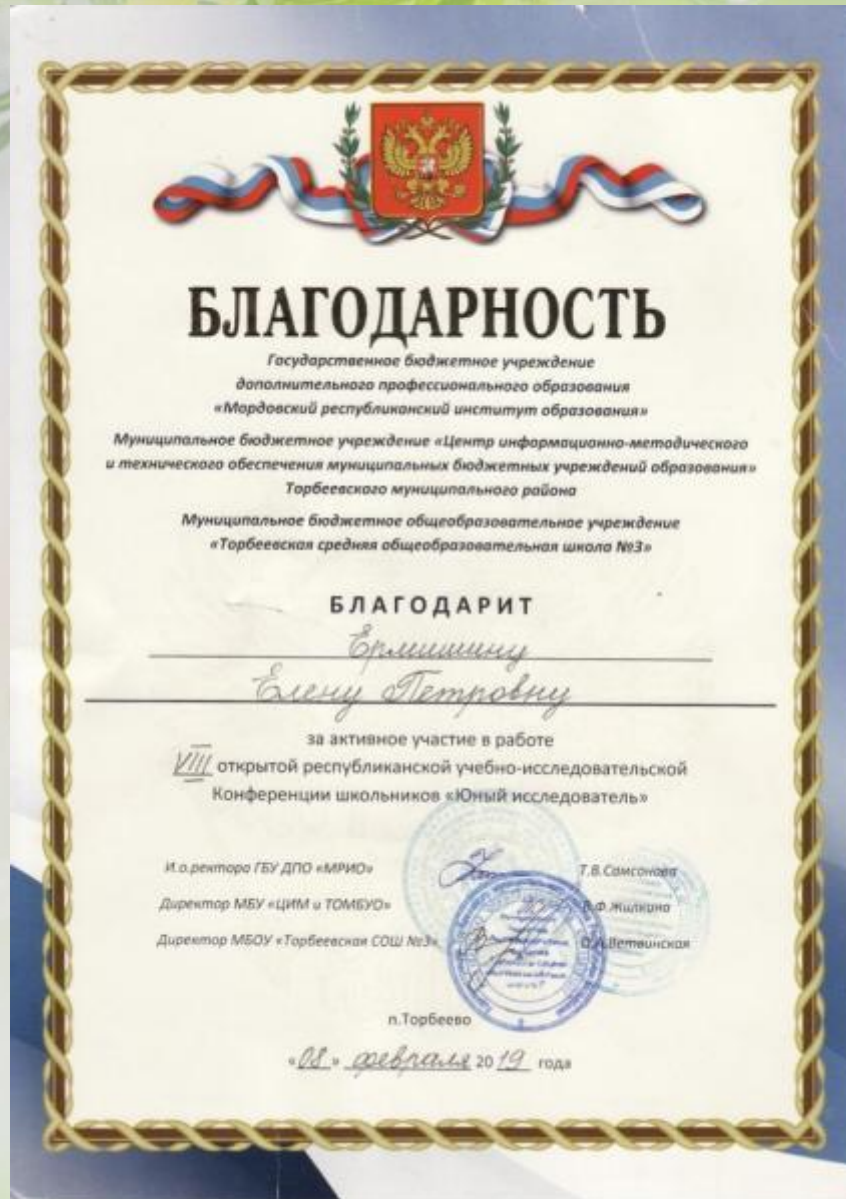 БЛАГОДАРНОСТЬ
Государственное бюджетное учреждение
дополнительного профессионального образования
«Мордовский республиканский институт образования»
Муниципальное бюджетное учреждение «Центр информационно-методического
и технического обеспечения муниципальных бюджетных учреждений образования»
Торбеевского муниципального района
Муниципальное бюджетное общеобразовательное учреждение
«Торбеевская средняя общеобразовательная школа №3»
БЛАГОДАРИТ
Ермишину
Елену Петровну
за активное участие в работе
VIII открытой республиканской учебно-исследовательской
Конференции школьников «Юный исследователь»
И.о.ректора ГБУ ДПО «МРИО» Т.В.Самсонова
Директор МБУ «ЦИМ и ТОМБУО» В.Ф.Жилкина
Директор МБОУ «Торбеевская СОШ №3» О.А.Ветвинская
п.Торбеево
«08» февраля 2019 года